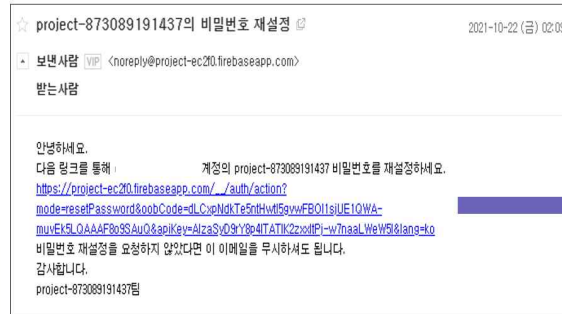 project-873089191437의 비밀번호 재설정
2021-10-22 (금) 02:09
보낸사람 VIP <noreply@project-ec2f0.firebaseapp.com>
받는사람
안녕하세요.
다음 링크를 통해 계정의 project-873089191437 비밀번호를 재설정하세요.
https://project-ec2f0.firebaseapp.com/__/auth/action?
mode=resetPassword&oobCode=dLCxpNdkTe5ntHwtl5gvwFBOl1sjUE1QWA-
muvEk5LQAAAF8o9SAuQ&apiKey=AIzaSyD9rY8p4lTATlK2zxxltPj-w7naaLWeW5I&lang=ko
비밀번호 재설정을 요청하지 않았다면 이 이메일을 무시하셔도 됩니다.
감사합니다.
project-873089191437팀